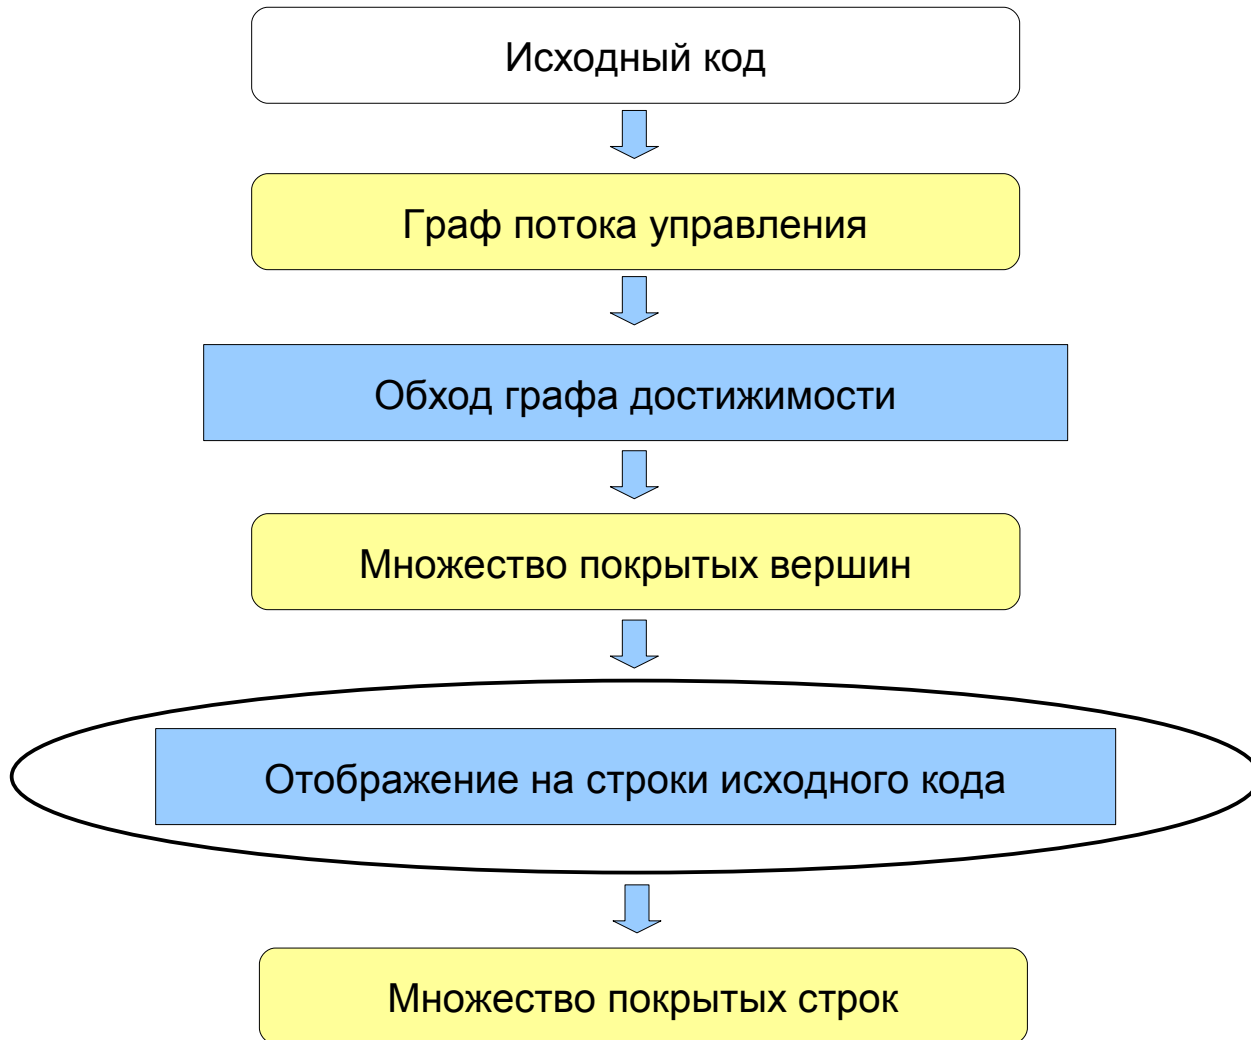 Исходный код
Граф потока управления
Обход графа достижимости
Множество покрытых вершин
Отображение на строки исходного кода
Множество покрытых строк